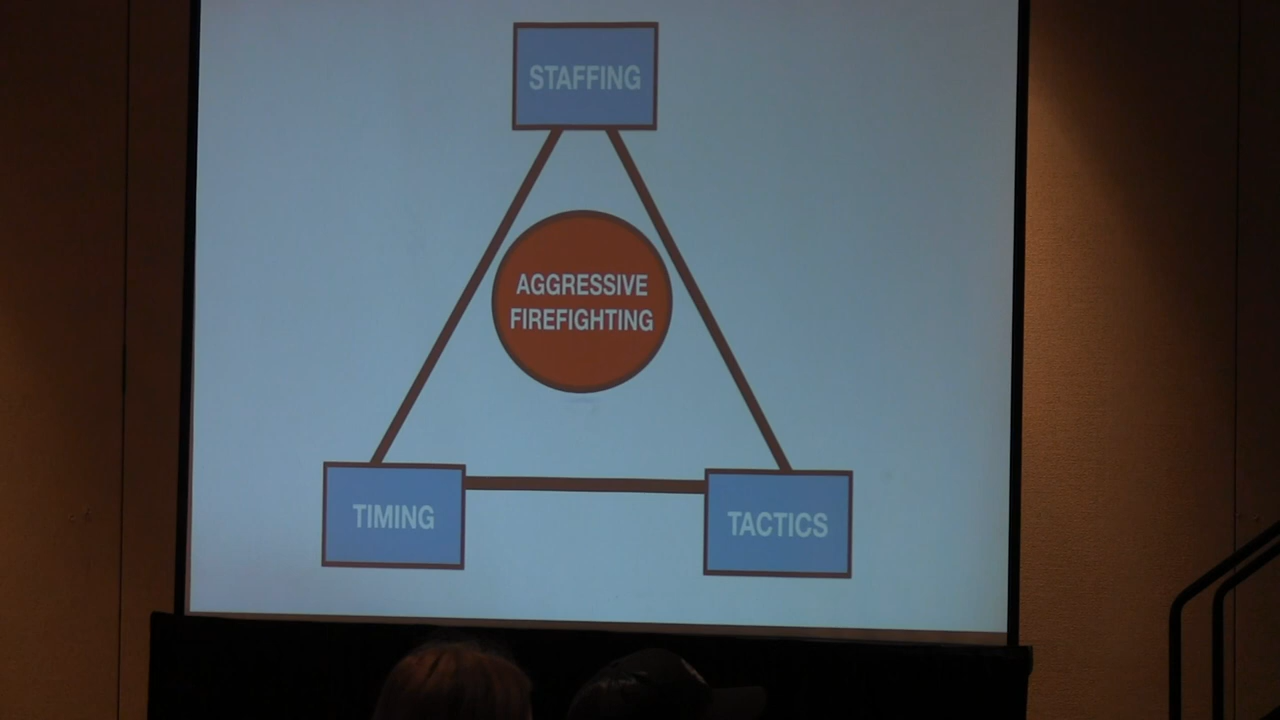 STAFFING
AGGRESSIVE
FIREFIGHTING
TIMING
TACTICS